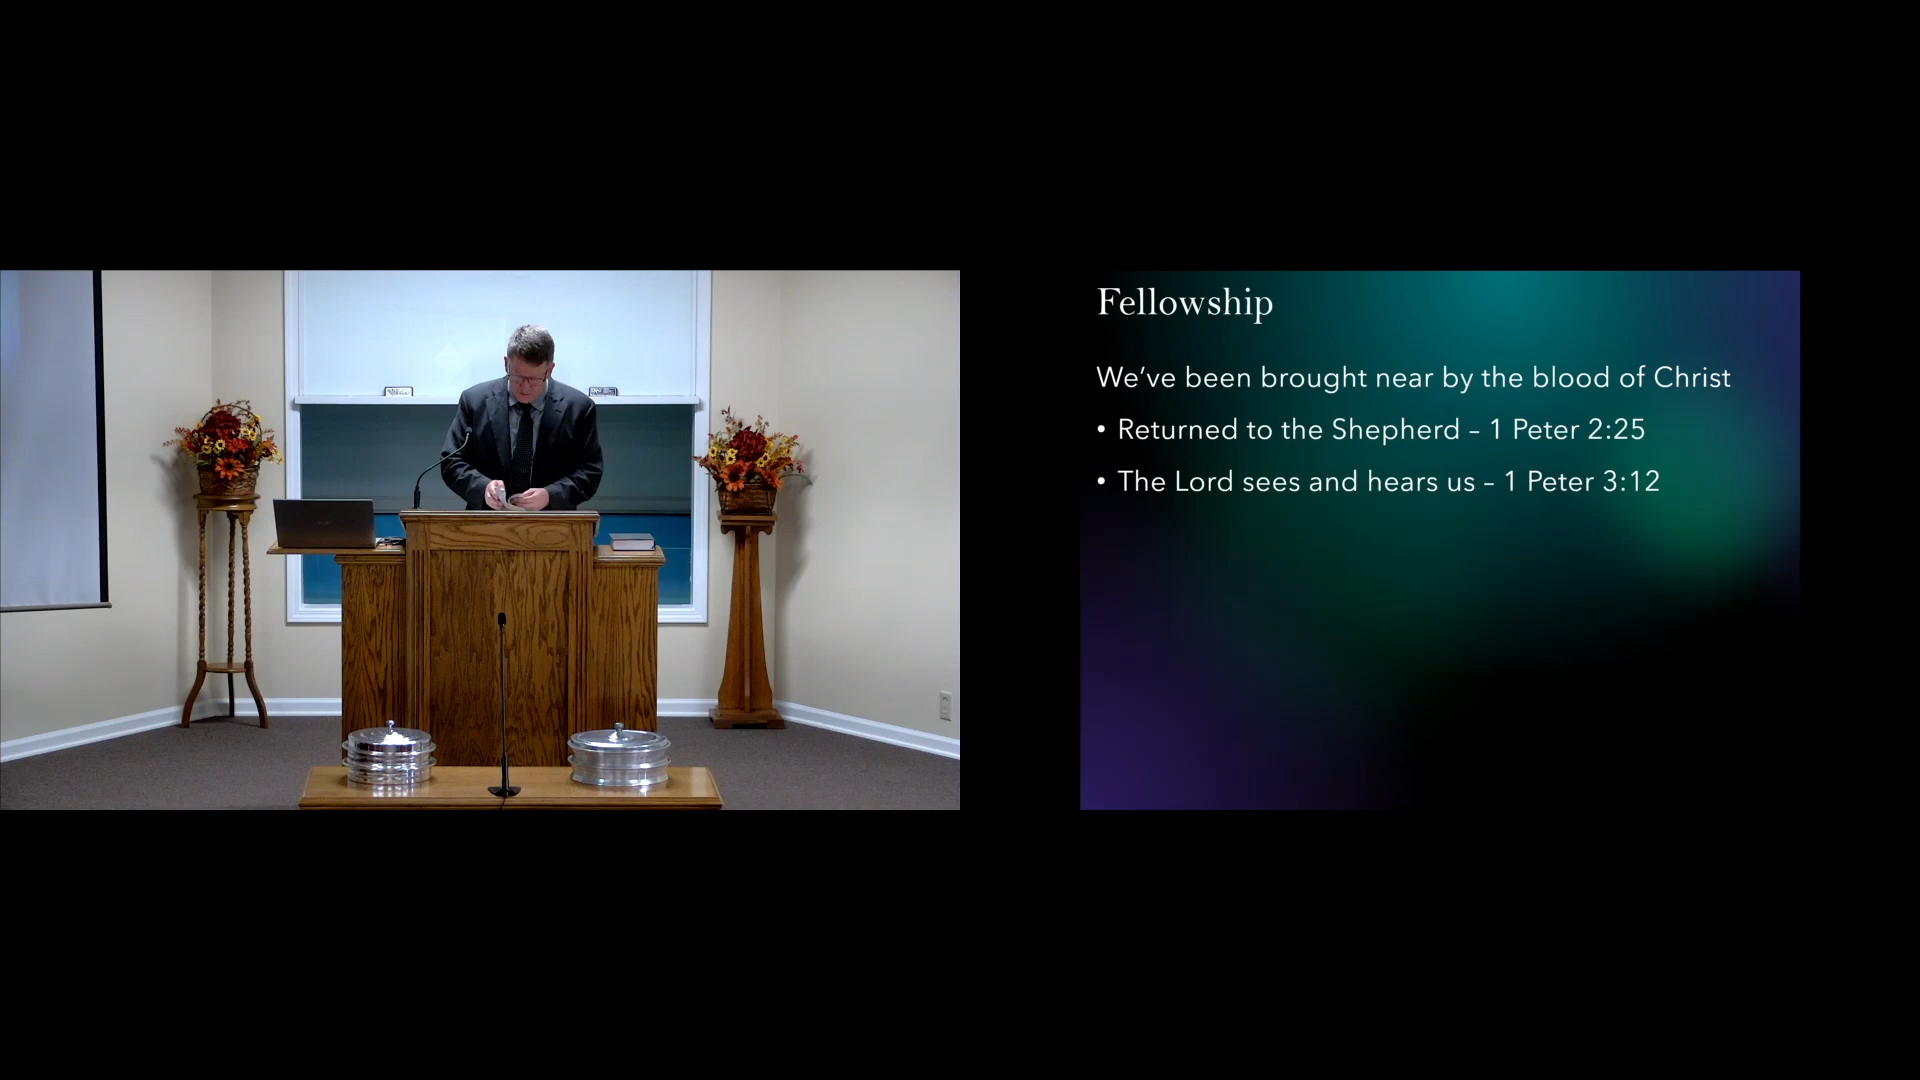 Fellowship
We've been brought near by the blood of Christ
• Returned to the Shepherd – 1 Peter 2:25
• The Lord sees and hears us – 1 Peter 3:12